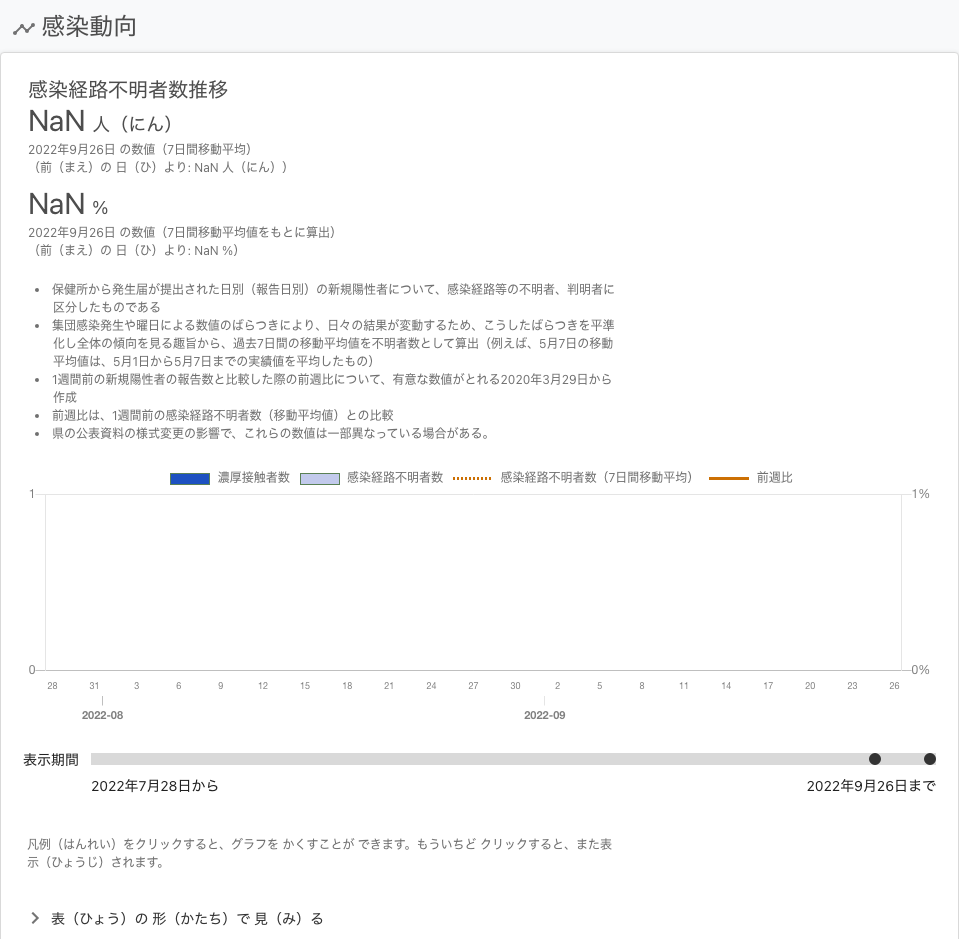 感染動向
感染経路不明者数推移
NaN 人（にん）
2022年9月26日 の数値（7日間移動平均）
（前（まえ）の 日（ひ）より: NaN 人（にん））
NaN %
2022年9月26日 の数値（7日間移動平均値をもとに算出）
（前（まえ）の 日（ひ）より: NaN %）
• 保健所から発生届が提出された日別（報告日別）の新規陽性者について、感染経路等の不明者、判明者に
区分したものである
• 集団感染発生や曜日による数値のばらつきにより、日々の結果が変動するため、こうしたばらつきを平準
化し全体の傾向を見る趣旨から、過去7日間の移動平均値を不明者数として算出（例えば、5月7日の移動
平均値は、5月1日から5月7日までの実績値を平均したもの）
• 1週間前の新規陽性者の報告数と比較した際の前週比について、有意な数値がとれる2020年3月29日から
作成
• 前週比は、1週間前の感染経路不明者数（移動平均値）との比較
• 県の公表資料の様式変更の影響で、これらの数値は一部異なっている場合がある。
濃厚接触者数 感染経路不明者数 感染経路不明者数（7日間移動平均） 前週比
1 1%
0 0%
28 31 3 6 9 12 15 18 21 24 27 30 2 5 8 11 14 17 20 23 26
2022-08 2022-09
表示期間
2022年7月28日から 2022年9月26日まで
凡例（はんれい）をクリックすると、グラフを かくすことが できます。もういちど クリックすると、また表
示（ひょうじ）されます。
表（ひょう）の 形（かたち）で 見（み）る